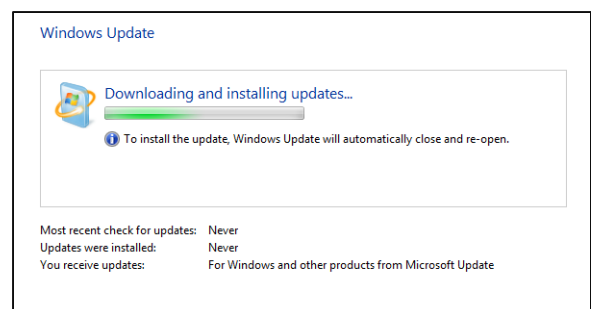 Windows Update
Downloading and installing updates...
To install the update, Windows Update will automatically close and re-open.
Most recent check for updates: Never
Updates were installed: Never
You receive updates: For Windows and other products from Microsoft Update